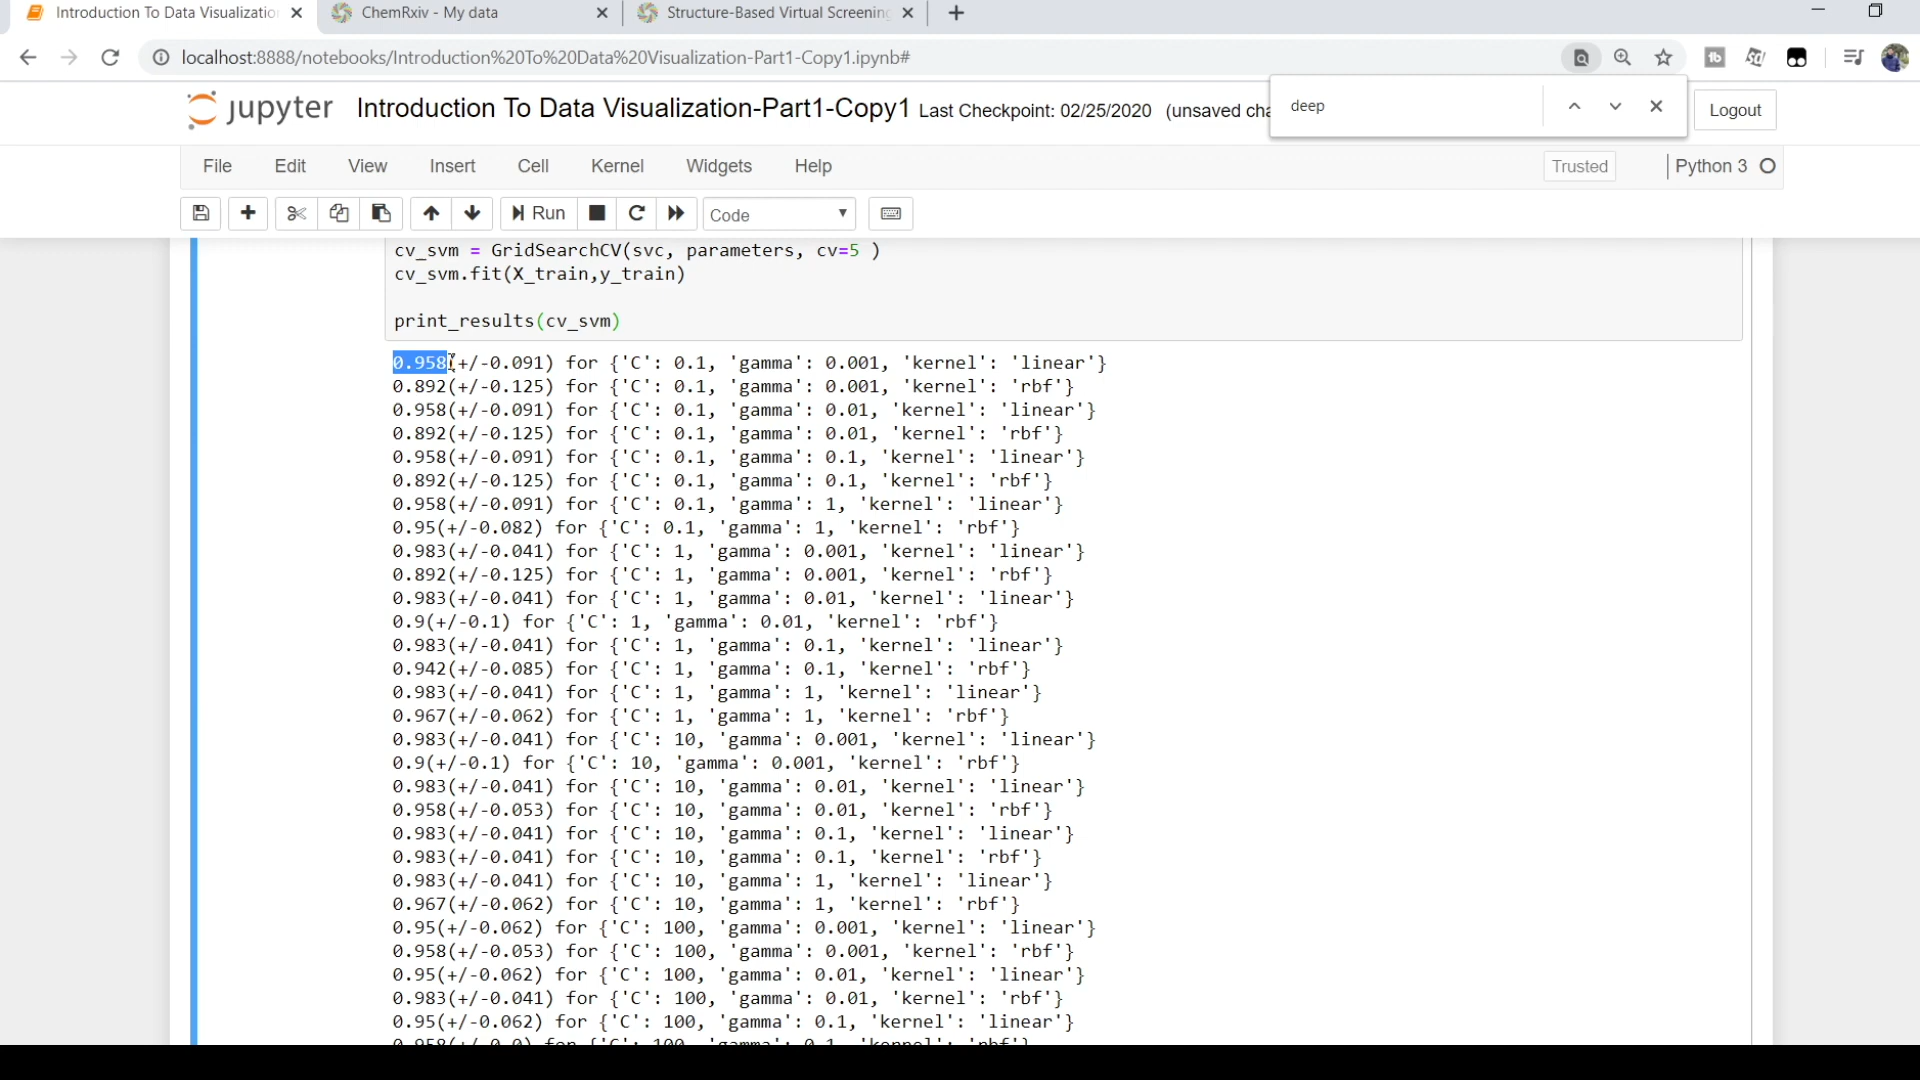 Introduction To Data Visualization
ChemRxiv - My data
Structure-Based Virtual Screening
localhost:8888/notebooks/Introduction%20To%20Data%20Visualization-Part1-Copy1.ipynb#
deep
jupyter Introduction To Data Visualization-Part1-Copy1 Last Checkpoint: 02/25/2020 (unsaved cha
Logout
File Edit View Insert Cell Kernel Widgets Help Trusted Python 3
Run Code
cv_svm = GridSearchCV(svc, parameters, cv=5 )
cv_svm.fit(X_train,y_train)
print_results(cv_svm)
0.958(+/-0.091) for {'C': 0.1, 'gamma': 0.001, 'kernel': 'linear'}
0.892(+/-0.125) for {'C': 0.1, 'gamma': 0.001, 'kernel': 'rbf'}
0.958(+/-0.091) for {'C': 0.1, 'gamma': 0.01, 'kernel': 'linear'}
0.892(+/-0.125) for {'C': 0.1, 'gamma': 0.01, 'kernel': 'rbf'}
0.958(+/-0.091) for {'C': 0.1, 'gamma': 0.1, 'kernel': 'linear'}
0.892(+/-0.125) for {'C': 0.1, 'gamma': 0.1, 'kernel': 'rbf'}
0.958(+/-0.091) for {'C': 0.1, 'gamma': 1, 'kernel': 'linear'}
0.95(+/-0.082) for {'C': 0.1, 'gamma': 1, 'kernel': 'rbf'}
0.983(+/-0.041) for {'C': 1, 'gamma': 0.001, 'kernel': 'linear'}
0.892(+/-0.125) for {'C': 1, 'gamma': 0.001, 'kernel': 'rbf'}
0.983(+/-0.041) for {'C': 1, 'gamma': 0.01, 'kernel': 'linear'}
0.9(+/-0.1) for {'C': 1, 'gamma': 0.01, 'kernel': 'rbf'}
0.983(+/-0.041) for {'C': 1, 'gamma': 0.1, 'kernel': 'linear'}
0.942(+/-0.085) for {'C': 1, 'gamma': 0.1, 'kernel': 'rbf'}
0.983(+/-0.041) for {'C': 1, 'gamma': 1, 'kernel': 'linear'}
0.967(+/-0.062) for {'C': 1, 'gamma': 1, 'kernel': 'rbf'}
0.983(+/-0.041) for {'C': 10, 'gamma': 0.001, 'kernel': 'linear'}
0.9(+/-0.1) for {'C': 10, 'gamma': 0.001, 'kernel': 'rbf'}
0.983(+/-0.041) for {'C': 10, 'gamma': 0.01, 'kernel': 'linear'}
0.958(+/-0.053) for {'C': 10, 'gamma': 0.01, 'kernel': 'rbf'}
0.983(+/-0.041) for {'C': 10, 'gamma': 0.1, 'kernel': 'linear'}
0.983(+/-0.041) for {'C': 10, 'gamma': 0.1, 'kernel': 'rbf'}
0.983(+/-0.041) for {'C': 10, 'gamma': 1, 'kernel': 'linear'}
0.967(+/-0.062) for {'C': 10, 'gamma': 1, 'kernel': 'rbf'}
0.95(+/-0.062) for {'C': 100, 'gamma': 0.001, 'kernel': 'linear'}
0.958(+/-0.053) for {'C': 100, 'gamma': 0.001, 'kernel': 'rbf'}
0.95(+/-0.062) for {'C': 100, 'gamma': 0.01, 'kernel': 'linear'}
0.983(+/-0.041) for {'C': 100, 'gamma': 0.01, 'kernel': 'rbf'}
0.95(+/-0.062) for {'C': 100, 'gamma': 0.1, 'kernel': 'linear'}
0.958(+/-0.0) for {'C': 100, 'gamma': 0.1, 'kernel': 'rbf'}